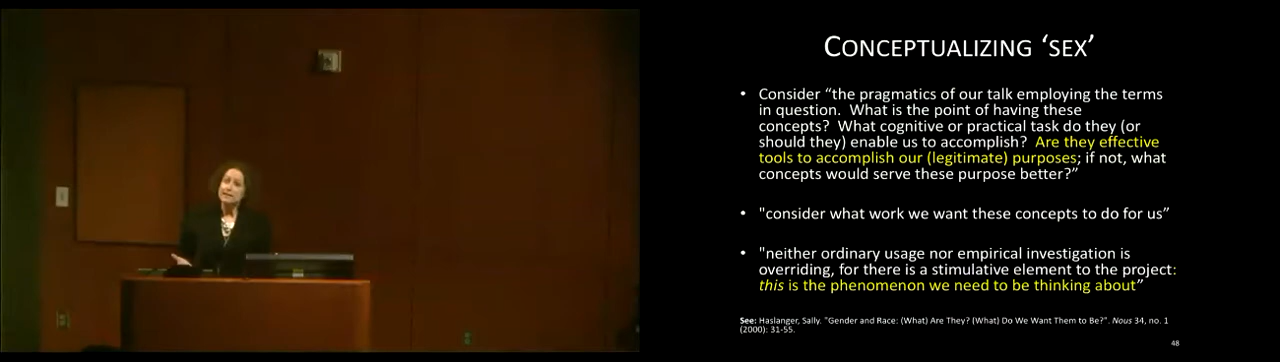 CONCEPTUALIZING ‘SEX’
• Consider “the pragmatics of our talk employing the terms
in question. What is the point of having these
concepts? What cognitive or practical task do they (or
should they) enable us to accomplish? Are they effective
tools to accomplish our (legitimate) purposes; if not, what
concepts would serve these purpose better?”
• "consider what work we want these concepts to do for us”
• "neither ordinary usage nor empirical investigation is
overriding, for there is a stimulative element to the project:
this is the phenomenon we need to be thinking about”
See: Haslanger, Sally. "Gender and Race: (What) Are They? (What) Do We Want Them to Be?". Nous 34, no. 1
(2000): 31-55.
48